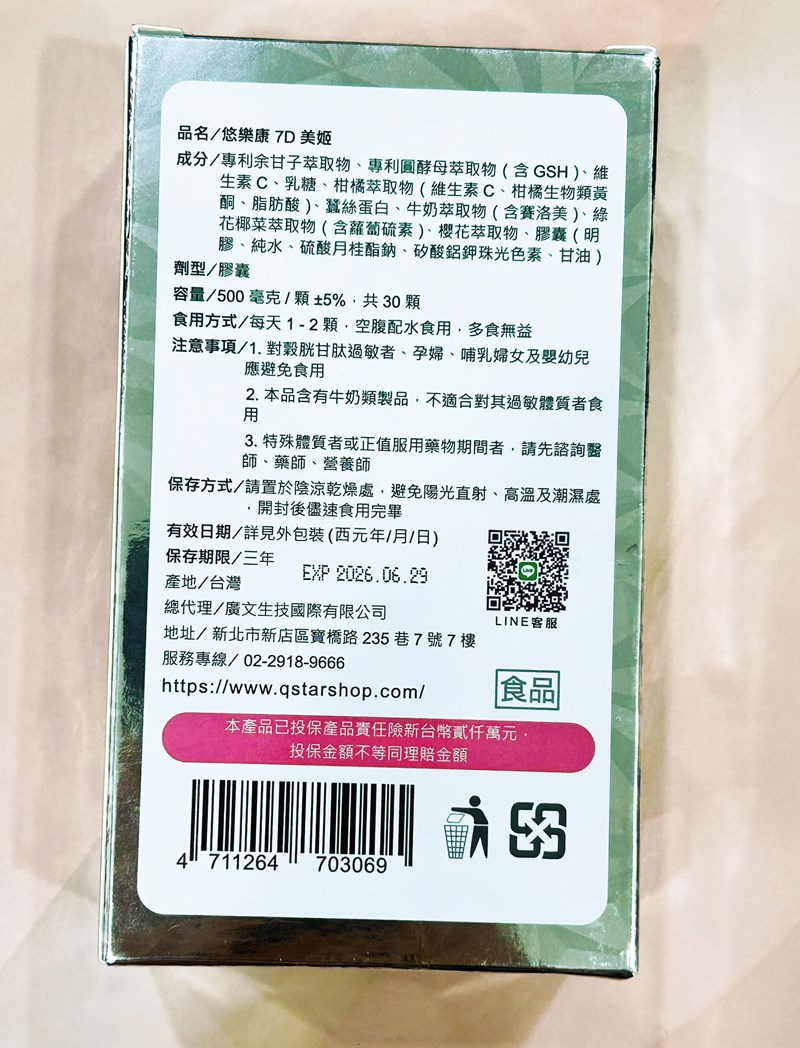 品名/悠樂康 7D 美姬
成分/專利余甘子萃取物、專利圓酵母萃取物(含 GSH)、維
生素 C、乳糖、柑橘萃取物(維生素 C、柑橘生物類黃
酮、脂肪酸)、蠶絲蛋白、牛奶萃取物(含賽洛美)、綠
花椰菜萃取物(含蘿蔔硫素)、櫻花萃取物、膠囊(明
膠、純水、硫酸月桂酯鈉、矽酸鋁鉀珠光色素、甘油)
劑型/膠囊
容量/500 毫克/顆 ±5%,共 30 顆
食用方式/每天 1 - 2 顆,空腹配水食用,多食無益
注意事項/1. 對穀胱甘肽過敏者、孕婦、哺乳婦女及嬰幼兒
應避免食用
2. 本品含有牛奶類製品,不適合對其過敏體質者食
用
3. 特殊體質者或正值服用藥物期間者,請先諮詢醫
師、藥師、營養師
保存方式/請置於陰涼乾燥處,避免陽光直射、高溫及潮濕處
,開封後儘速食用完畢
有效日期/詳見外包裝(西元年/月/日)
保存期限/三年
EXP 2026.06.29
產地/台灣
總代理/廣文生技國際有限公司
LINE客服
地址/ 新北市新店區寶橋路 235 巷 7 號 7 樓
服務專線/ 02-2918-9666
https://www.qstarshop.com/
食品
本產品已投保產品責任險新台幣貳仟萬元,
投保金額不等同理賠金額
4 711264 703069